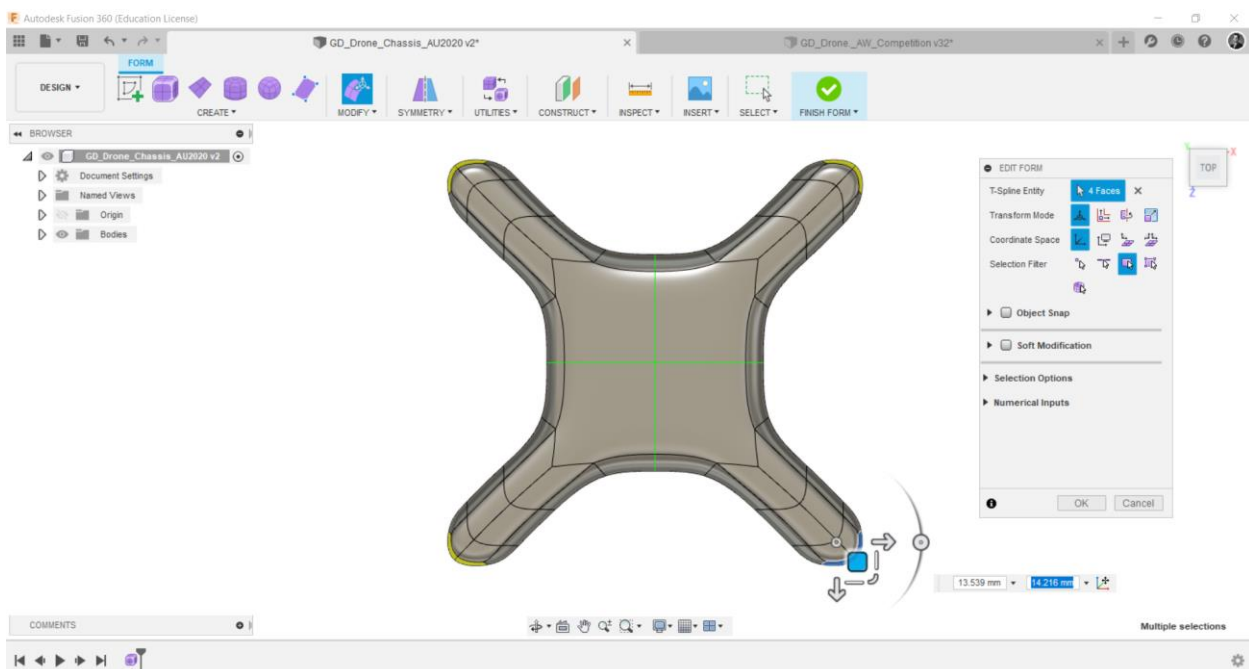 Autodesk Fusion 360 (Education License)
GD_Drone_Chassis_AU2020 v2*
GD_Drone_AW_Competition v32*
FORM
DESIGN
CREATE
MODIFY
SYMMETRY
UTILITIES
CONSTRUCT
INSPECT
INSERT
SELECT
FINISH FORM
BROWSER
GD_Drone_Chassis_AU2020 v2
Document Settings
Named Views
Origin
Bodies
EDIT FORM
T-Spline Entity
4 Faces
Transform Mode
Coordinate Space
Selection Filter
Object Snap
Soft Modification
Selection Options
Numerical Inputs
OK
Cancel
TOP
X
Z
13.539 mm
14.216 mm
COMMENTS
Multiple selections